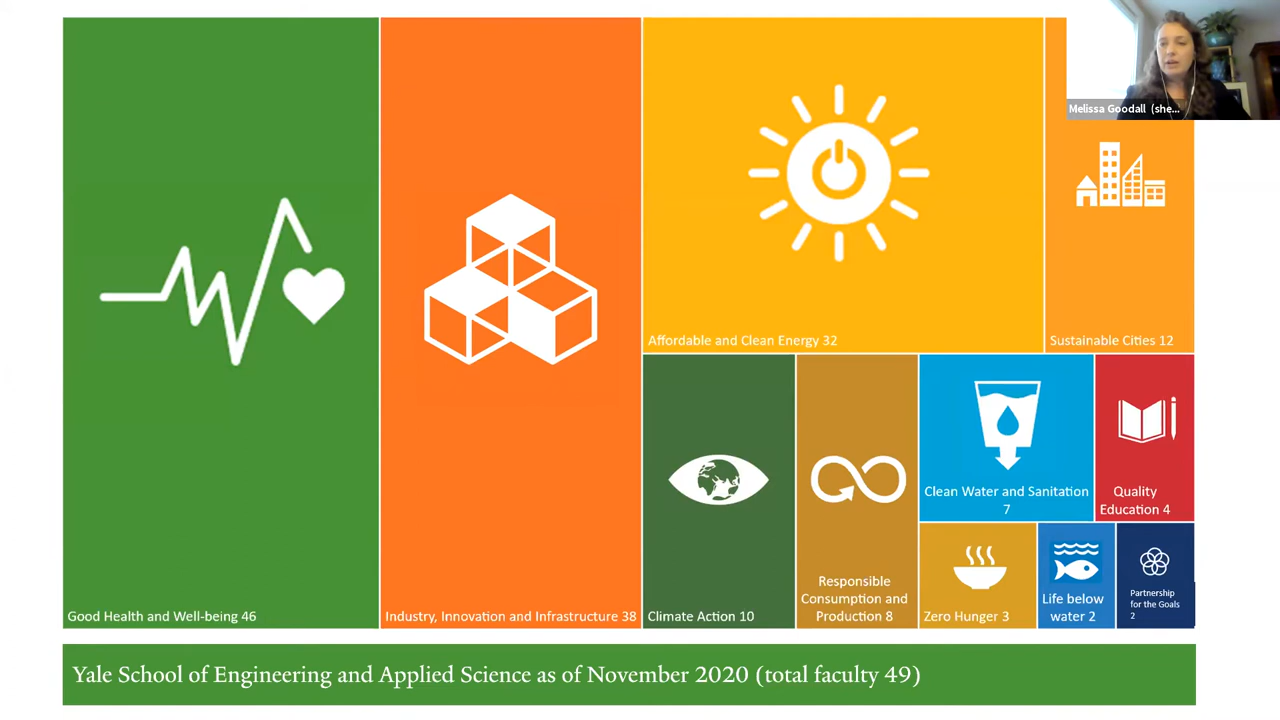 Melissa Goodall (she...
Affordable and Clean Energy 32
Sustainable Cities 12
Good Health and Well-being 46
Industry, Innovation and Infrastructure 38
Climate Action 10
Responsible
Consumption and
Production 8
Clean Water and Sanitation
7
Quality
Education 4
Zero Hunger 3
Life below
water 2
Partnership
for the Goals
2
Yale School of Engineering and Applied Science as of November 2020 (total faculty 49)